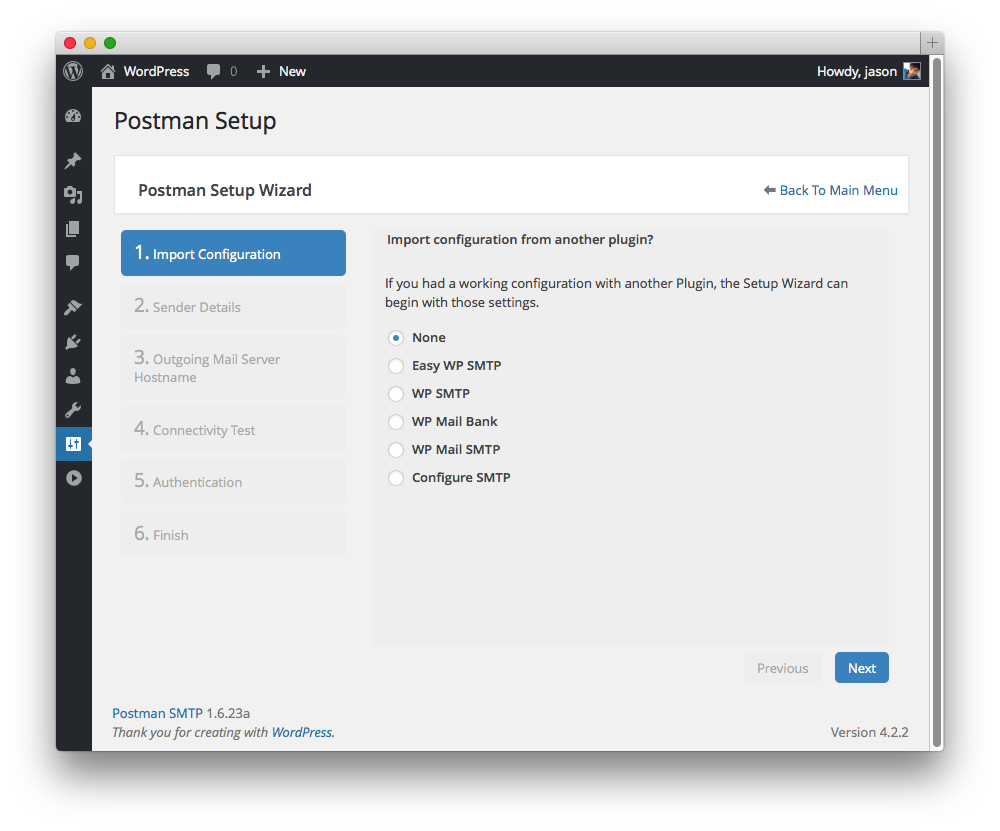 WordPress 0 New Howdy, jason
Postman Setup
Postman Setup Wizard
Back To Main Menu
1. Import Configuration
2. Sender Details
3. Outgoing Mail Server
Hostname
4. Connectivity Test
5. Authentication
6. Finish
Import configuration from another plugin?
If you had a working configuration with another Plugin, the Setup Wizard can
begin with those settings.
None
Easy WP SMTP
WP SMTP
WP Mail Bank
WP Mail SMTP
Configure SMTP
Previous Next
Postman SMTP 1.6.23a
Thank you for creating with WordPress.
Version 4.2.2